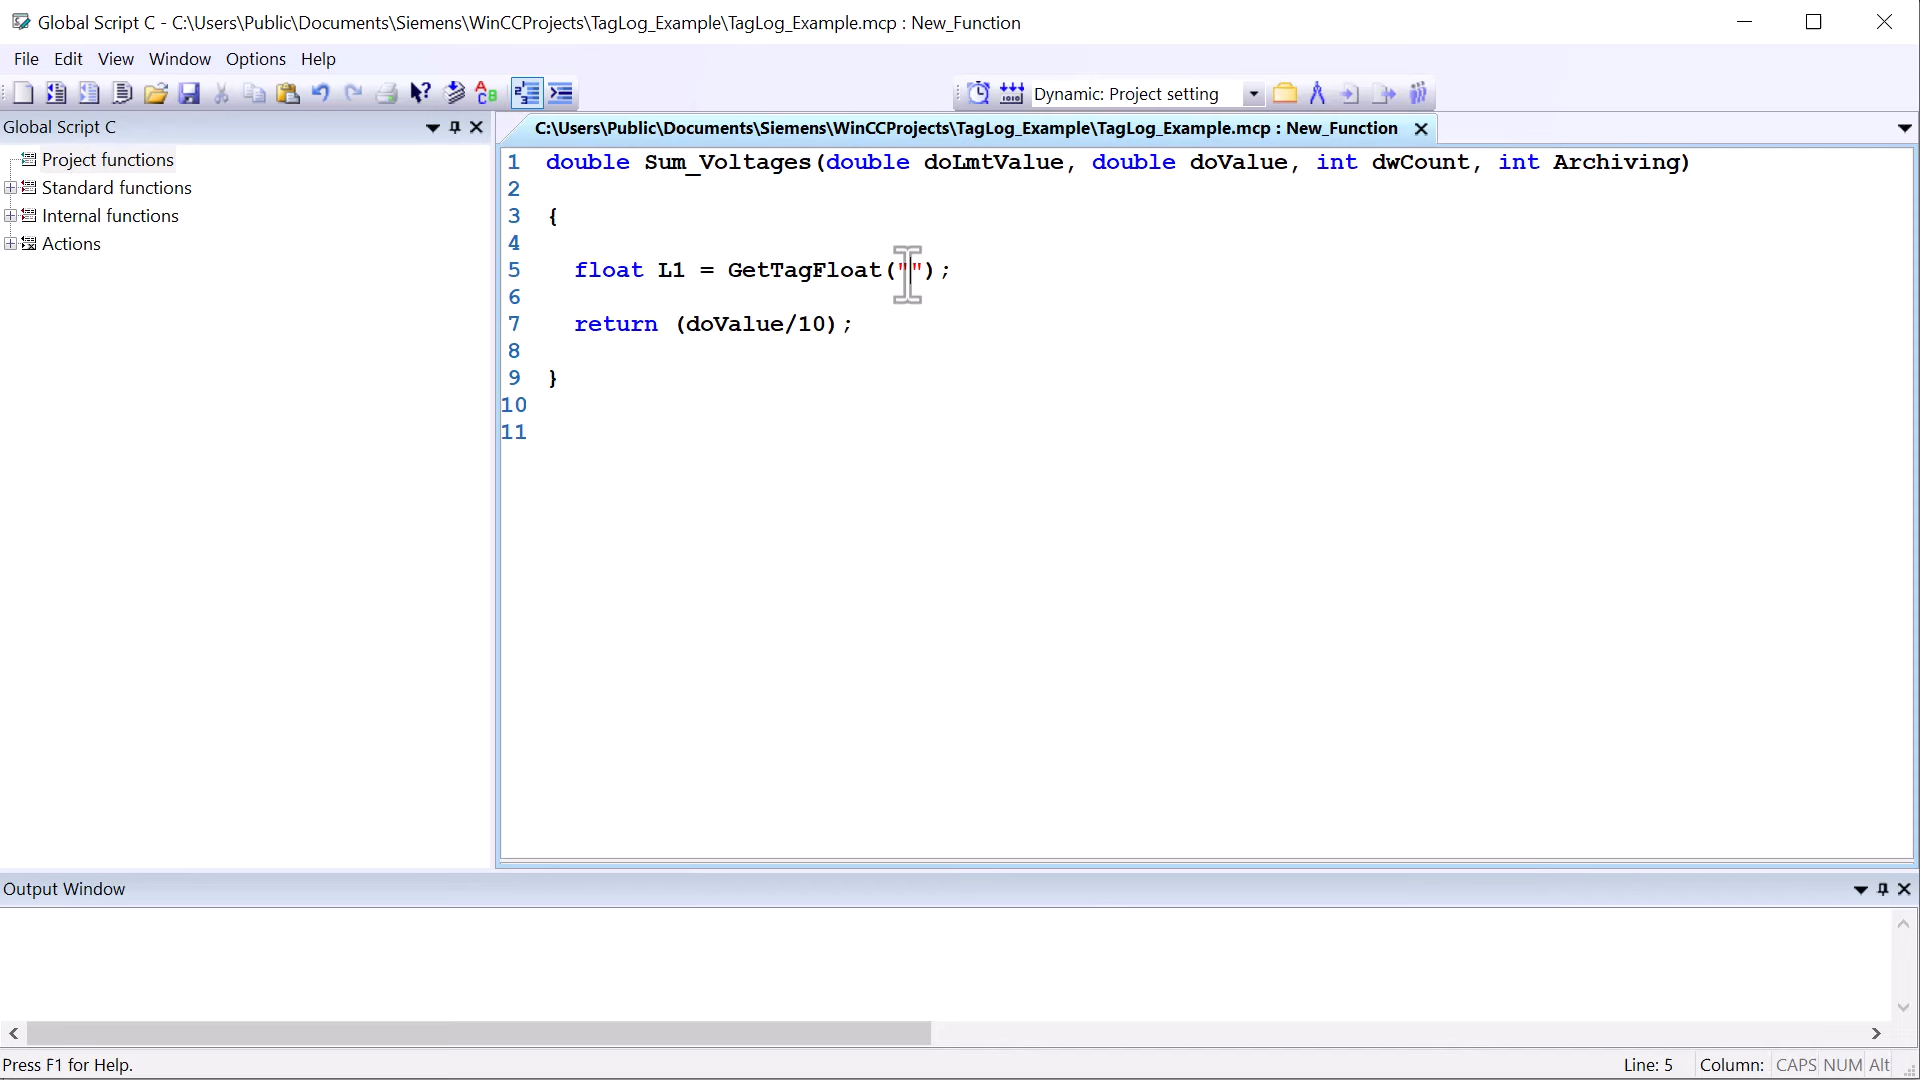 Global Script C - C:\Users\Public\Documents\Siemens\WinCCProjects\TagLog_Example\TagLog_Example.mcp : New_Function
File Edit View Window Options Help
Dynamic: Project setting
Global Script C
C:\Users\Public\Documents\Siemens\WinCCProjects\TagLog_Example\TagLog_Example.mcp : New_Function
Project functions
Standard functions
Internal functions
Actions
1 double Sum_Voltages(double doLmtValue, double doValue, int dwCount, int Archiving)
2
3 {
4
5 float L1 = GetTagFloat("");
6
7 return (doValue/10);
8
9 }
10
11
Output Window
Press F1 for Help.
Line: 5 Column: CAPS NUM Alt